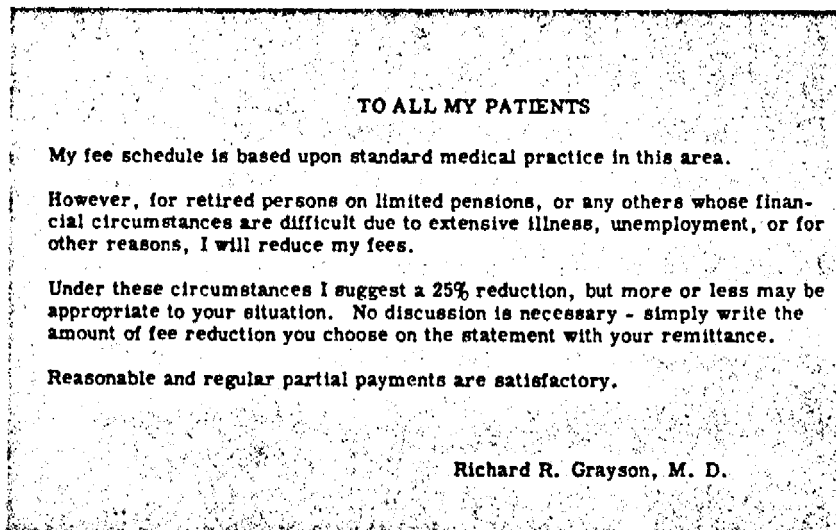 TO ALL MY PATIENTS
My fee schedule is based upon standard medical practice in this area.
However, for retired persons on limited pensions, or any others whose finan-
cial circumstances are difficult due to extensive illness, unemployment, or for
other reasons, I will reduce my fees.
Under these circumstances I suggest a 25% reduction, but more or less may be
appropriate to your situation. No discussion is necessary - simply write the
amount of fee reduction you choose on the statement with your remittance.
Reasonable and regular partial payments are satisfactory.
Richard R. Grayson, M. D.